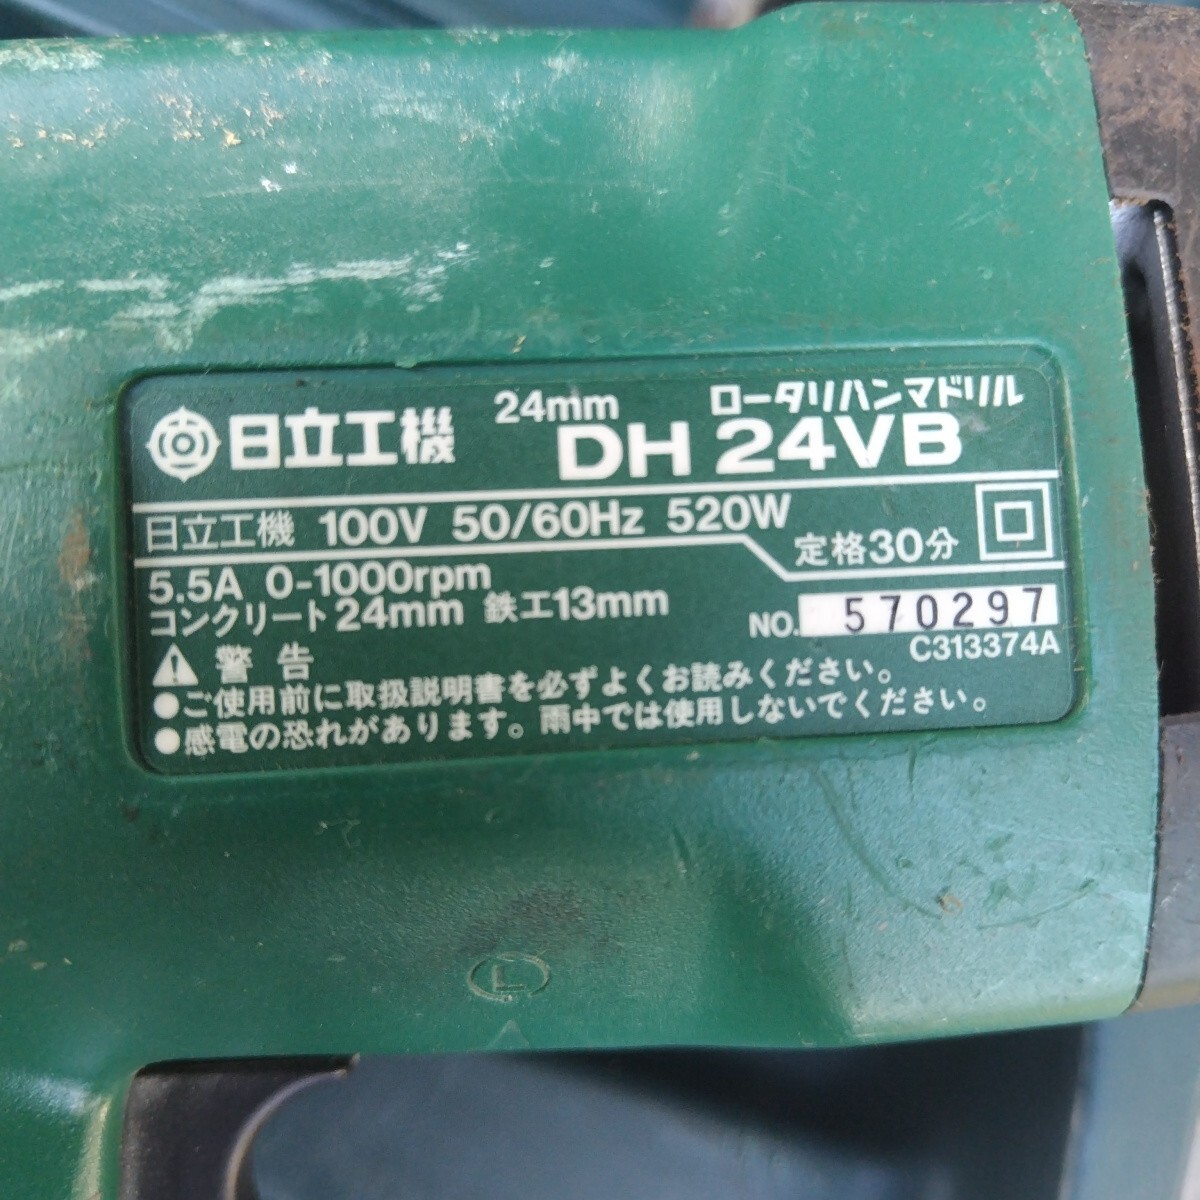 日立工機 24mm ロータリハンマドリル
DH 24VB
日立工機 100V 50/60Hz 520W
定格30分
5.5A 0-1000rpm
コンクリート24mm 鉄工13mm
NO. 570297
C313374A
警告
●ご使用前に取扱説明書を必ずよくお読みください。
●感電の恐れがあります。雨中では使用しないでください。
L